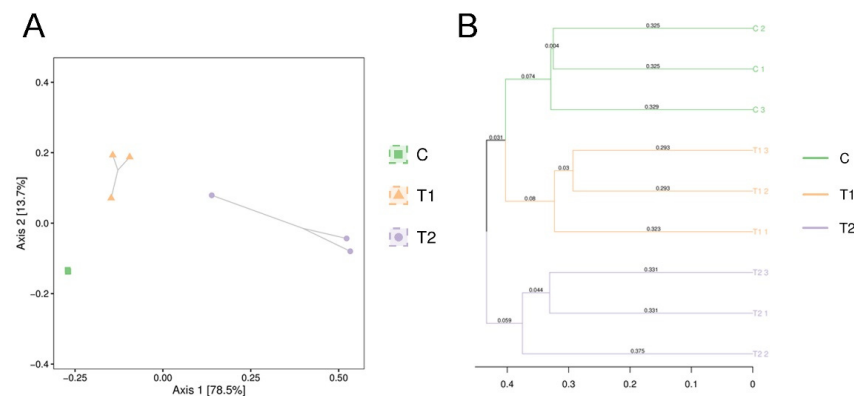 A
0.4
0.2
0.0
−0.2
−0.4
Axis 2 [13.7%]
−0.25
0.00
0.25
0.50
Axis 1 [78.5%]
C
T1
T2
B
0.325
C 2
0.004
0.325
C 1
0.074
0.329
C 3
0.031
0.293
T1 3
0.03
0.293
T1 2
0.08
0.323
T1 1
0.331
T2 3
0.044
0.331
T2 1
0.059
0.375
T2 2
0.4
0.3
0.2
0.1
0
C
T1
T2